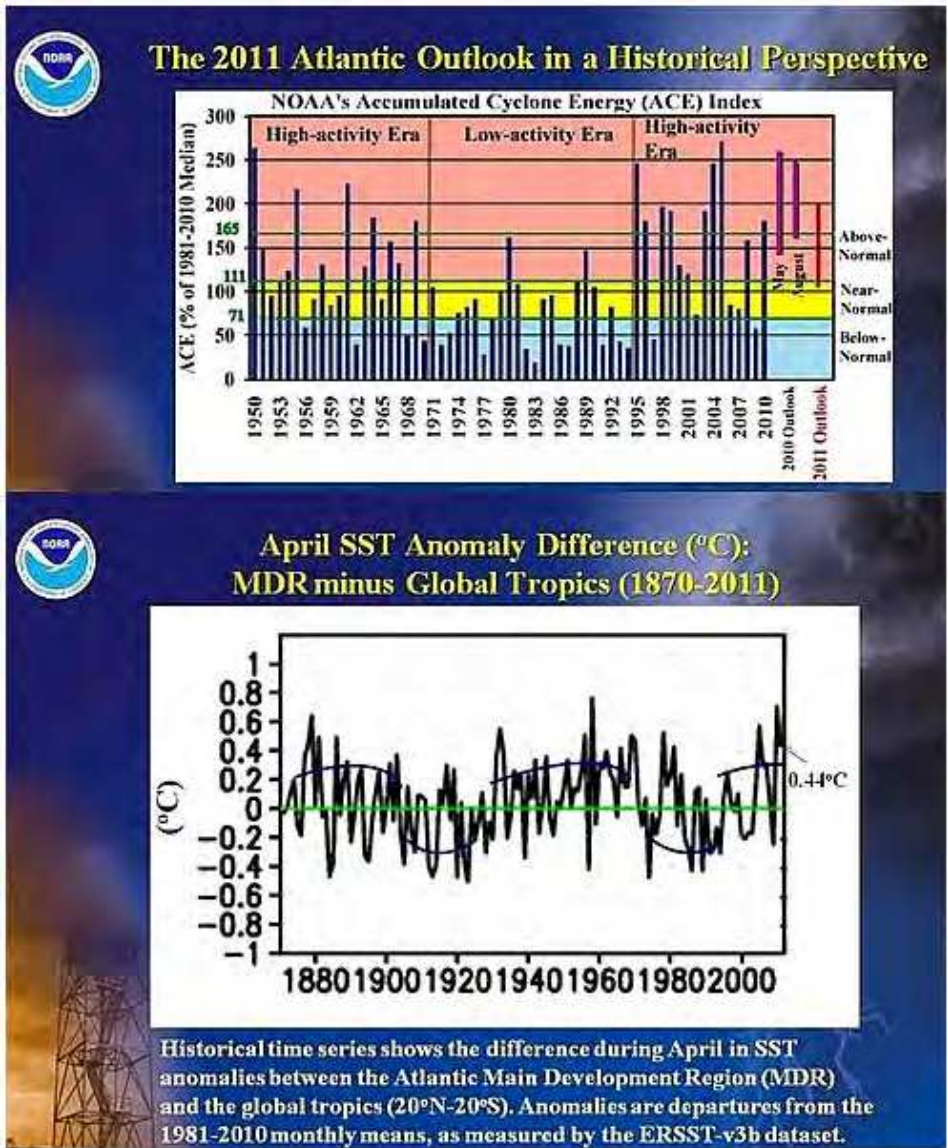 NOAA
The 2011 Atlantic Outlook in a Historical Perspective
NOAA's Accumulated Cyclone Energy (ACE) Index
ACE (% of 1981-2010 Median)
300
250
200
165
150
111
100
71
50
0
High-activity Era
Low-activity Era
High-activity
Era
May
August
Above-
Normal
Near-
Normal
Below-
Normal
1950
1953
1956
1959
1962
1965
1968
1971
1974
1977
1980
1983
1986
1989
1992
1995
1998
2001
2004
2007
2010
2010 Outlook
2011 Outlook
NOAA
April SST Anomaly Difference (ºC):
MDR minus Global Tropics (1870-2011)
(ºC)
1
0.8
0.6
0.4
0.2
0
-0.2
-0.4
-0.6
-0.8
-1
0.44ºC
1880 1900 1920 1940 1960 1980 2000
Historical time series shows the difference during April in SST
anomalies between the Atlantic Main Development Region (MDR)
and the global tropics (20ºN-20ºS). Anomalies are departures from the
1981-2010 monthly means, as measured by the ERSST-v3b dataset.